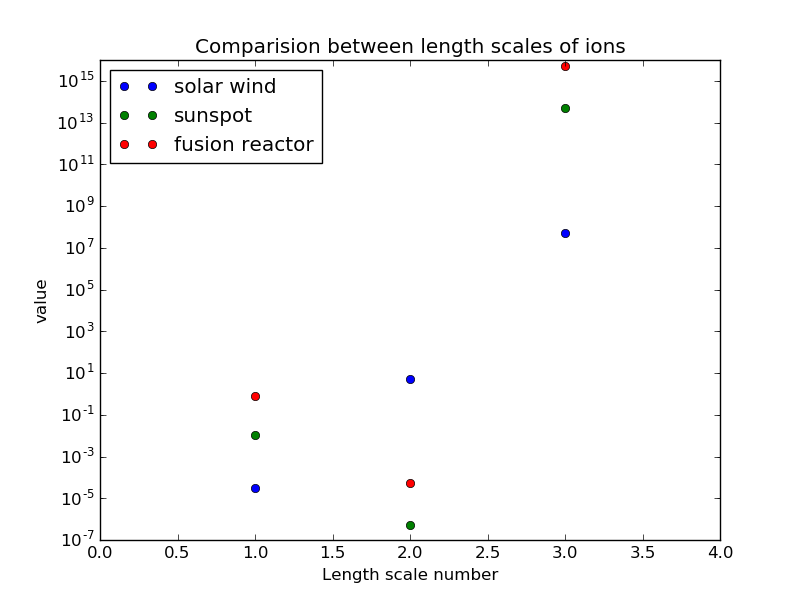 Comparision between length scales of ions
solar wind
sunspot
fusion reactor
10^15
10^13
10^11
10^9
10^7
10^5
10^3
10^1
10^-1
10^-3
10^-5
10^-7
value
0.0 0.5 1.0 1.5 2.0 2.5 3.0 3.5 4.0
Length scale number